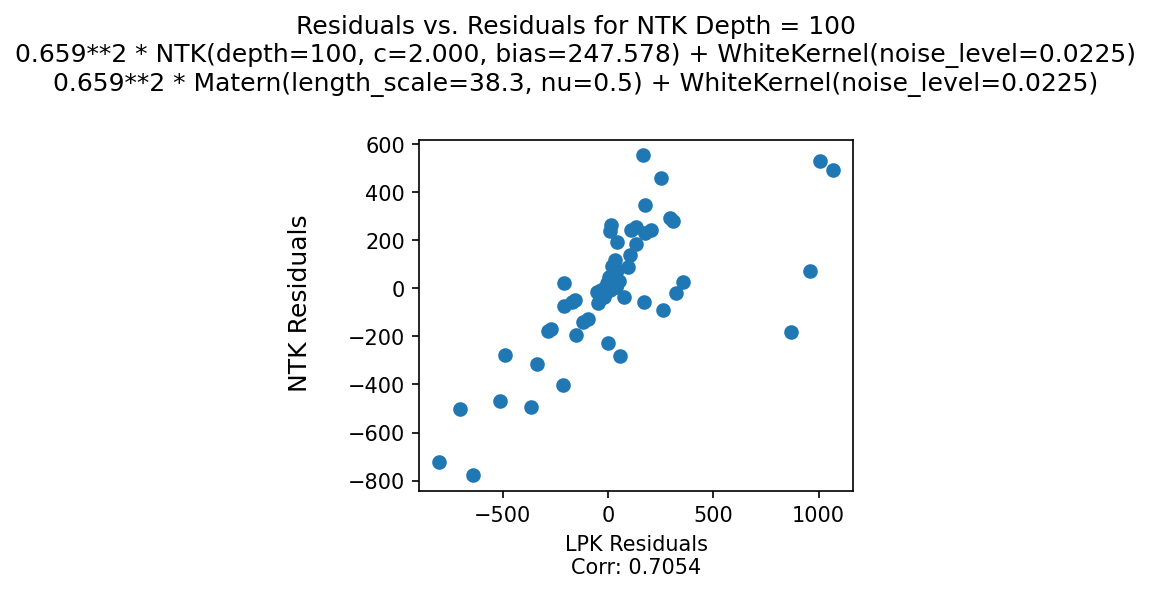 Residuals vs. Residuals for NTK Depth = 100
0.659**2 * NTK(depth=100, c=2.000, bias=247.578) + WhiteKernel(noise_level=0.0225)
0.659**2 * Matern(length_scale=38.3, nu=0.5) + WhiteKernel(noise_level=0.0225)
NTK Residuals
600
400
200
0
−200
−400
−600
−800
−500 0 500 1000
LPK Residuals
Corr: 0.7054